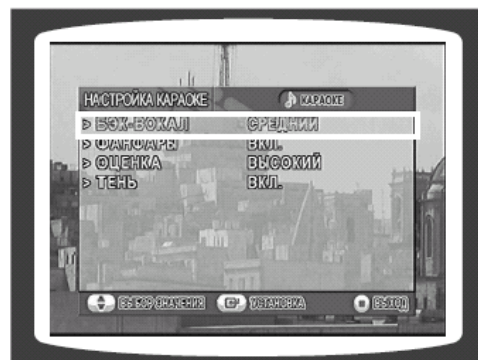 НАСТРОЙКА КАРАОКЕ
КАРАОКЕ
> БЭК-ВОКАЛ СРЕДНИЙ
> ФАНФАРЫ ВКЛ.
> ОЦЕНКА ВЫСОКИЙ
> ТЕНЬ ВКЛ.
ВЫБОР ЗНАЧЕНИЯ УСТАНОВКА ВЫХОД